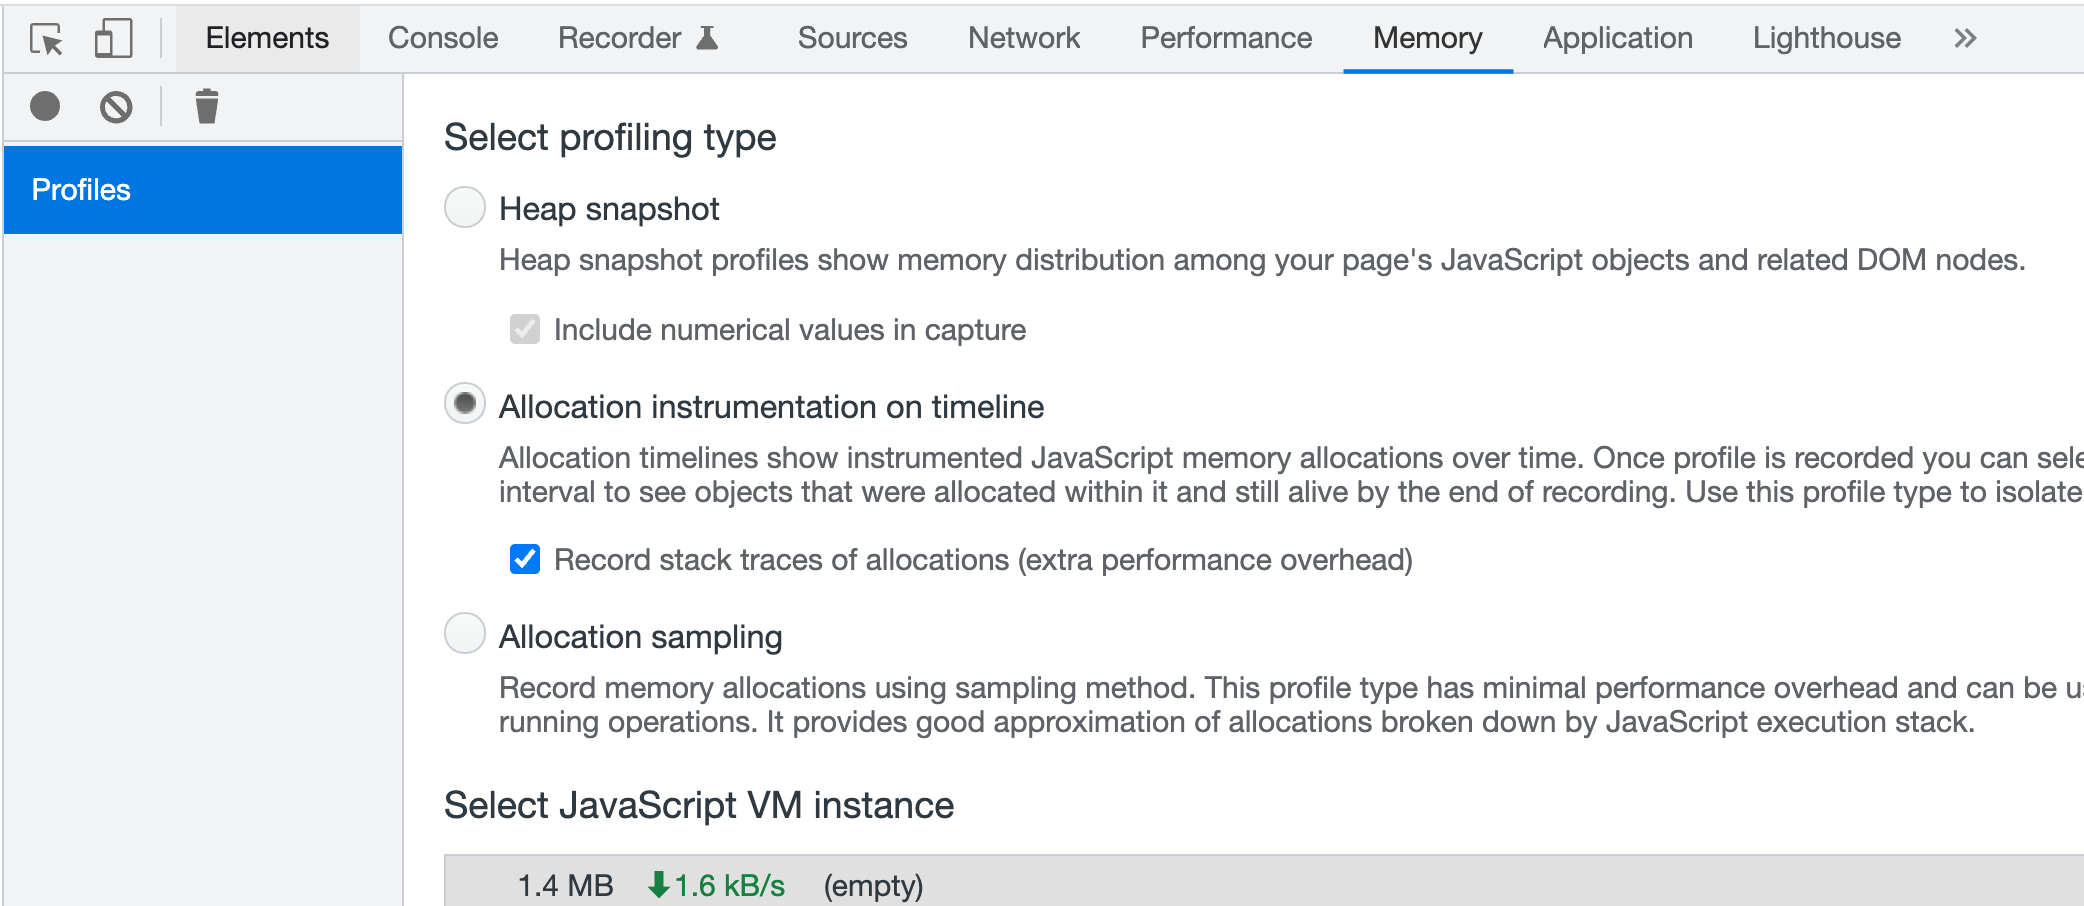 Elements Console Recorder Sources Network Performance Memory Application Lighthouse »
Profiles
Select profiling type
Heap snapshot
Heap snapshot profiles show memory distribution among your page's JavaScript objects and related DOM nodes.
Include numerical values in capture
Allocation instrumentation on timeline
Allocation timelines show instrumented JavaScript memory allocations over time. Once profile is recorded you can
interval to see objects that were allocated within it and still alive by the end of recording. Use this profile type to isolate
Record stack traces of allocations (extra performance overhead)
Allocation sampling
Record memory allocations using sampling method. This profile type has minimal performance overhead and can be
running operations. It provides good approximation of allocations broken down by JavaScript execution stack.
Select JavaScript VM instance
1.4 MB 1.6 kB/s (empty)